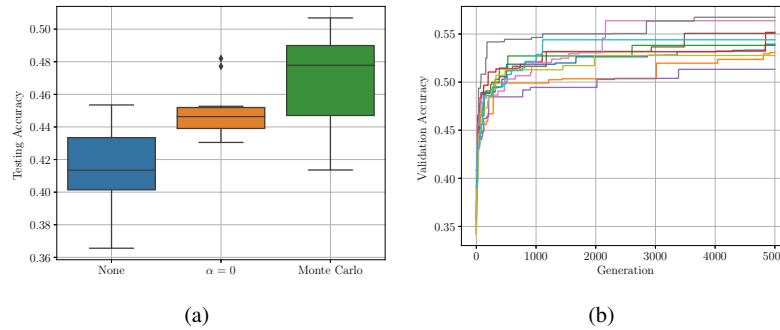 0.50
0.48
0.46
0.44
0.42
0.40
0.38
0.36
Testing Accuracy
None
α = 0
Monte Carlo
(a)
0.55
0.50
0.45
0.40
0.35
Validation Accuracy
0
1000
2000
3000
4000
500
Generation
(b)